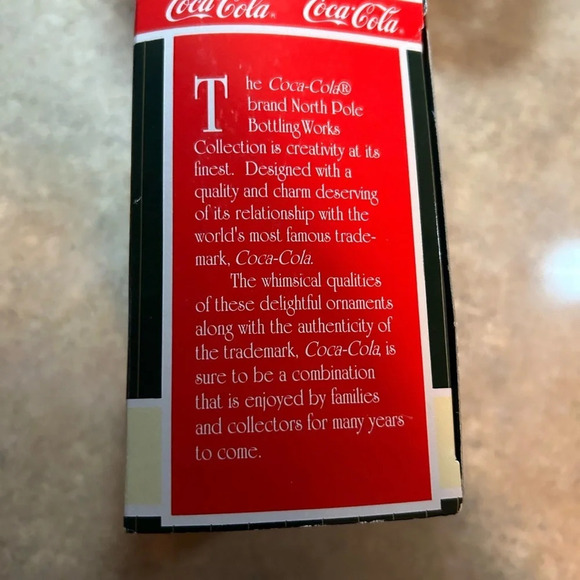 Coca-Cola® Coca-Cola®
The Coca-Cola®
brand North Pole
Bottling Works
Collection is creativity at its
finest. Designed with a
quality and charm deserving
of its relationship with the
world's most famous trade-
mark, Coca-Cola.
The whimsical qualities
of these delightful ornaments
along with the authenticity of
the trademark, Coca-Cola, is
sure to be a combination
that is enjoyed by families
and collectors for many years
to come.